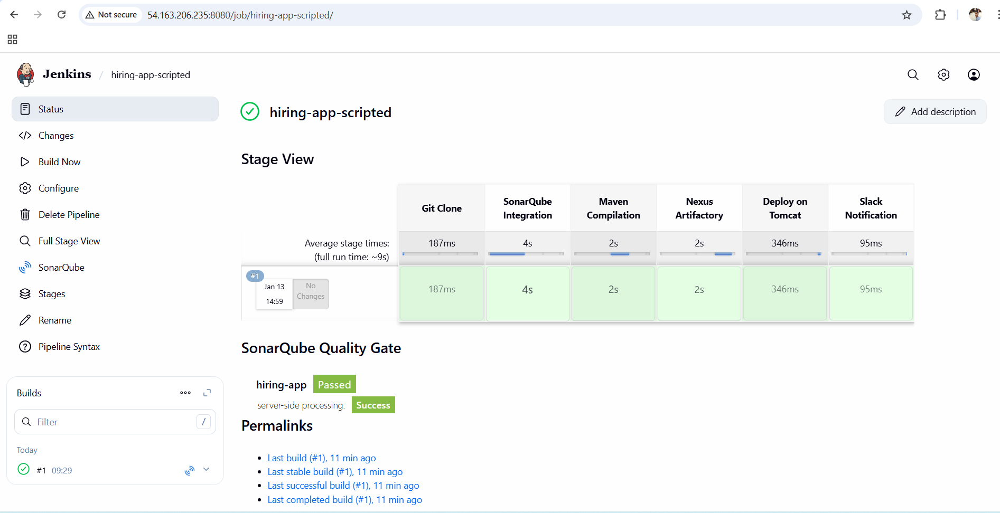 Not secure 54.163.206.235:8080/job/hiring-app-scripted/
Jenkins / hiring-app-scripted
Status
Changes
Build Now
Configure
Delete Pipeline
Full Stage View
SonarQube
Stages
Rename
Pipeline Syntax
Builds
Filter /
Today
#1 09:29
hiring-app-scripted
Add description
Stage View
Git Clone
SonarQube
Integration
Maven
Compilation
Nexus
Artifactory
Deploy on
Tomcat
Slack
Notification
Average stage times:
(full run time: ~9s)
187ms 4s 2s 2s 346ms 95ms
#1
Jan 13
14:59
No
Changes
187ms 4s 2s 2s 346ms 95ms
SonarQube Quality Gate
hiring-app Passed
server-side processing: Success
Permalinks
Last build (#1), 11 min ago
Last stable build (#1), 11 min ago
Last successful build (#1), 11 min ago
Last completed build (#1), 11 min ago